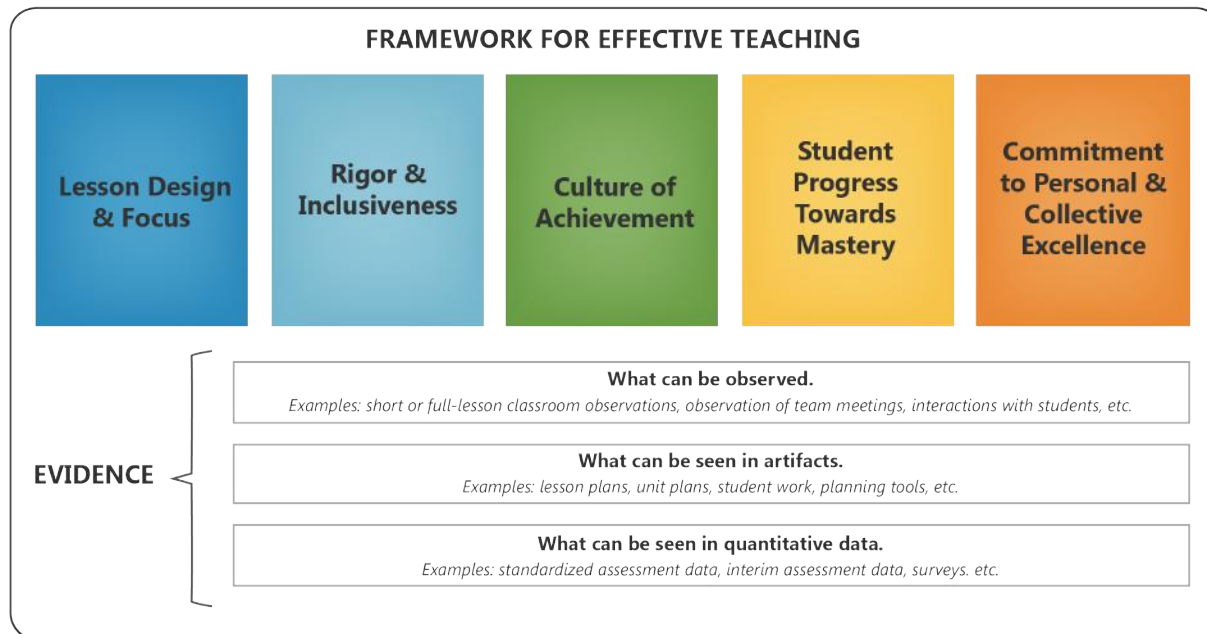 FRAMEWORK FOR EFFECTIVE TEACHING
Lesson Design
& Focus
Rigor &
Inclusiveness
Culture of
Achievement
Student
Progress
Towards
Mastery
Commitment
to Personal &
Collective
Excellence
EVIDENCE
What can be observed.
Examples: short or full-lesson classroom observations, observation of team meetings, interactions with students, etc.
What can be seen in artifacts.
Examples: lesson plans, unit plans, student work, planning tools, etc.
What can be seen in quantitative data.
Examples: standardized assessment data, interim assessment data, surveys. etc.